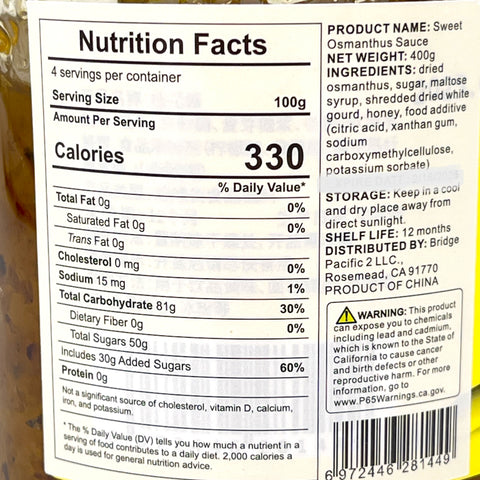 Nutrition Facts
4 servings per container
Serving Size 100g
Amount Per Serving
Calories 330
% Daily Value*
Total Fat 0g 0%
Saturated Fat 0g 0%
Trans Fat 0g
Cholesterol 0 mg 0%
Sodium 15 mg 1%
Total Carbohydrate 81g 30%
Dietary Fiber 0g 0%
Total Sugars 50g
Includes 30g Added Sugars 60%
Protein 0g
Not a significant source of cholesterol, vitamin D, calcium,
iron, and potassium.
* The % Daily Value (DV) tells you how much a nutrient in a
serving of food contributes to a daily diet. 2,000 calories a
day is used for general nutrition advice.
PRODUCT NAME: Sweet
Osmanthus Sauce
NET WEIGHT: 400g
INGREDIENTS: dried
osmanthus, sugar, maltose
syrup, shredded dried white
gourd, honey, food additive
(citric acid, xanthan gum,
sodium
carboxymethylcellulose,
potassium sorbate)
STORAGE: Keep in a cool
and dry place away from
direct sunlight.
SHELF LIFE: 12 months
DISTRIBUTED BY: Bridge
Pacific 2 LLC.,
Rosemead, CA 91770
PRODUCT OF CHINA
WARNING: This product
can expose you to chemicals
including lead and cadmium,
which is known to the State of
California to cause cancer
and birth defects or other
reproductive harm. For more
information, go to
www.P65Warnings.ca.gov.
6 972446 281449